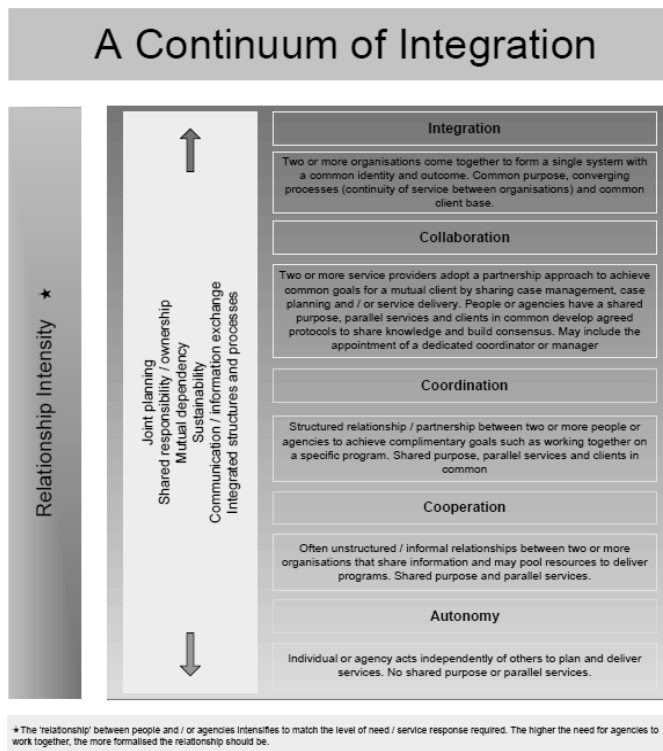 A Continuum of Integration
Relationship Intensity ★
Joint planning
Shared responsibility / ownership
Mutual dependency
Sustainability
Communication / information exchange
Integrated structures and processes
Integration
Two or more organisations come together to form a single system with
a common identity and outcome. Common purpose, converging
processes (continuity of service between organisations) and common
client base.
Collaboration
Two or more service providers adopt a partnership approach to achieve
common goals for a mutual client by sharing case management, case
planning and / or service delivery. People or agencies have a shared
purpose, parallel services and clients in common develop agreed
protocols to share knowledge and build consensus. May include the
appointment of a dedicated coordinator or manager
Coordination
Structured relationship / partnership between two or more people or
agencies to achieve complimentary goals such as working together on
a specific program. Shared purpose, parallel services and clients in
common
Cooperation
Often unstructured / informal relationships between two or more
organisations that share information and may pool resources to deliver
programs. Shared purpose and parallel services.
Autonomy
Individual or agency acts independently of others to plan and deliver
services. No shared purpose or parallel services.
★The 'relationship' between people and / or agencies intensifies to match the level of need / service response required. The higher the need for agencies to
work together, the more formalised the relationship should be.